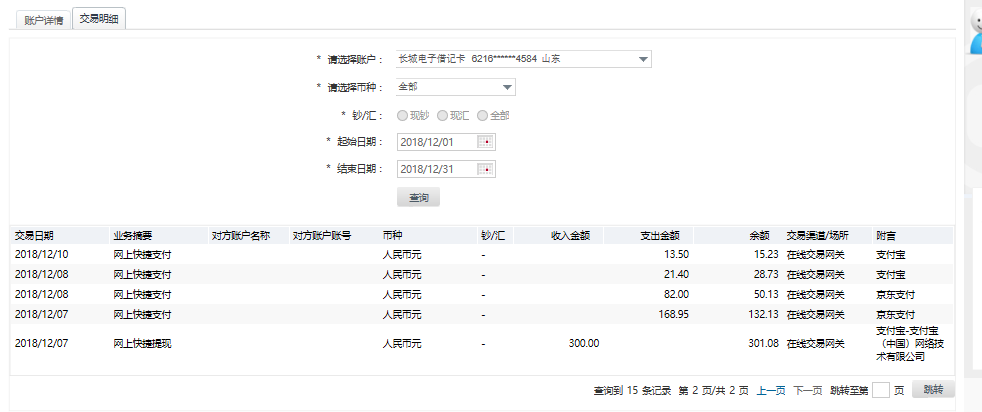 账户详情 交易明细
* 请选择账户： 长城电子借记卡 6216******4584 山东
* 请选择币种： 全部
* 钞/汇： 现钞 现汇 全部
* 起始日期： 2018/12/01
* 结束日期： 2018/12/31
查询
交易日期 业务摘要 对方账户名称 对方账户账号 币种 钞/汇 收入金额 支出金额 余额 交易渠道/场所 附言
2018/12/10 网上快捷支付 人民币元 - 13.50 15.23 在线交易网关 支付宝
2018/12/08 网上快捷支付 人民币元 - 21.40 28.73 在线交易网关 支付宝
2018/12/08 网上快捷支付 人民币元 - 82.00 50.13 在线交易网关 京东支付
2018/12/07 网上快捷支付 人民币元 - 168.95 132.13 在线交易网关 京东支付
2018/12/07 网上快捷提现 人民币元 - 300.00 301.08 在线交易网关 支付宝-支付宝
（中国）网络技
术有限公司
查询到 15 条记录 第 2 页/共 2 页 上一页 下一页 跳转至第 页 跳转